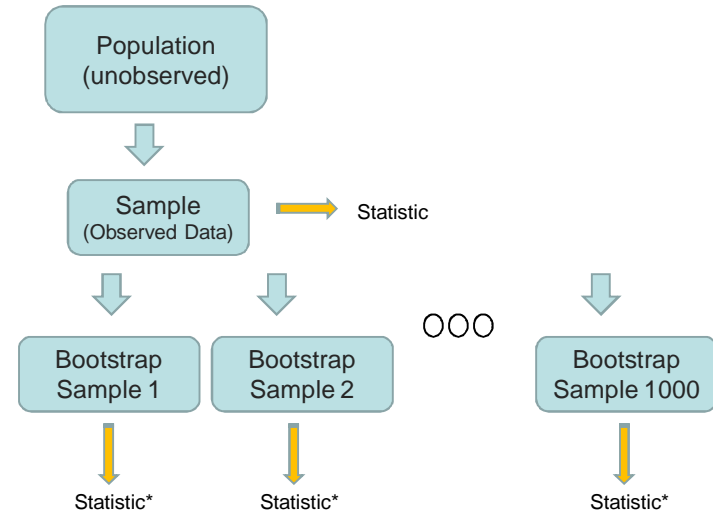 Population
(unobserved)
Sample
(Observed Data)
Statistic
Bootstrap
Sample 1
Bootstrap
Sample 2
Bootstrap
Sample 1000
Statistic*
Statistic*
Statistic*